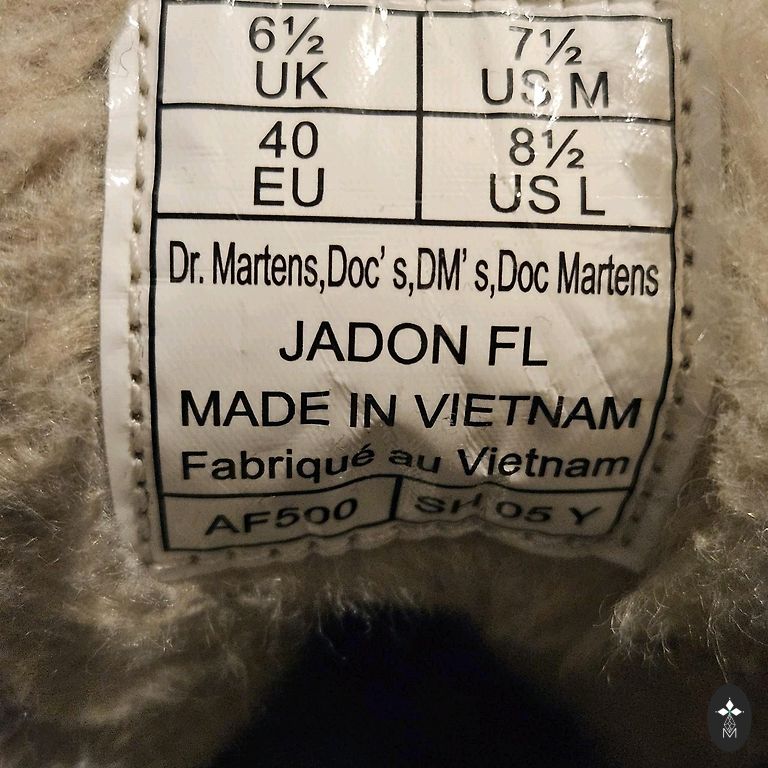 6½ UK
7½ US M
40 EU
8½ US L
Dr. Martens,Doc's,DM's,Doc Martens
JADON FL
MADE IN VIETNAM
Fabriqué au Vietnam
AF500
SH 05 Y
M